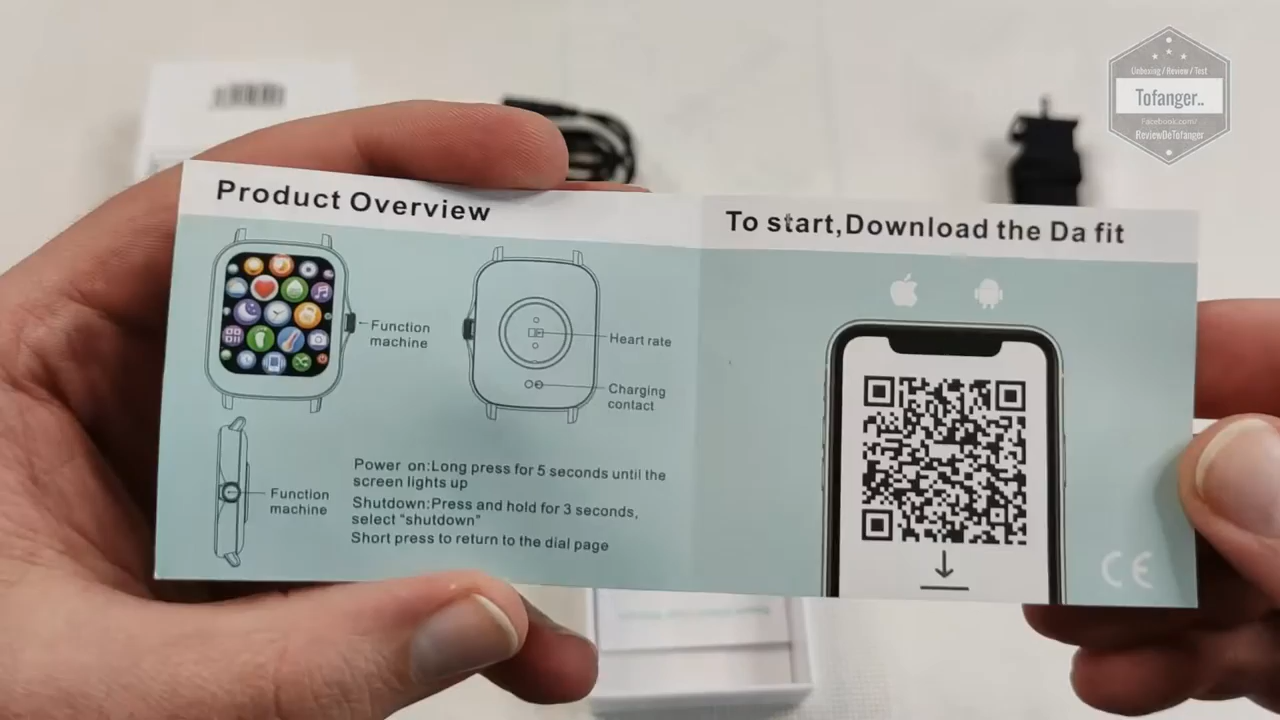 Unboxing / Review / Test
Tofanger..
Facebook.com/
ReviewDeTofanger
Product Overview
Function
machine
Heart rate
Charging
contact
Function
machine
Power on:Long press for 5 seconds until the
screen lights up
Shutdown:Press and hold for 3 seconds,
select "shutdown"
Short press to return to the dial page
To start,Download the Da fit
CE